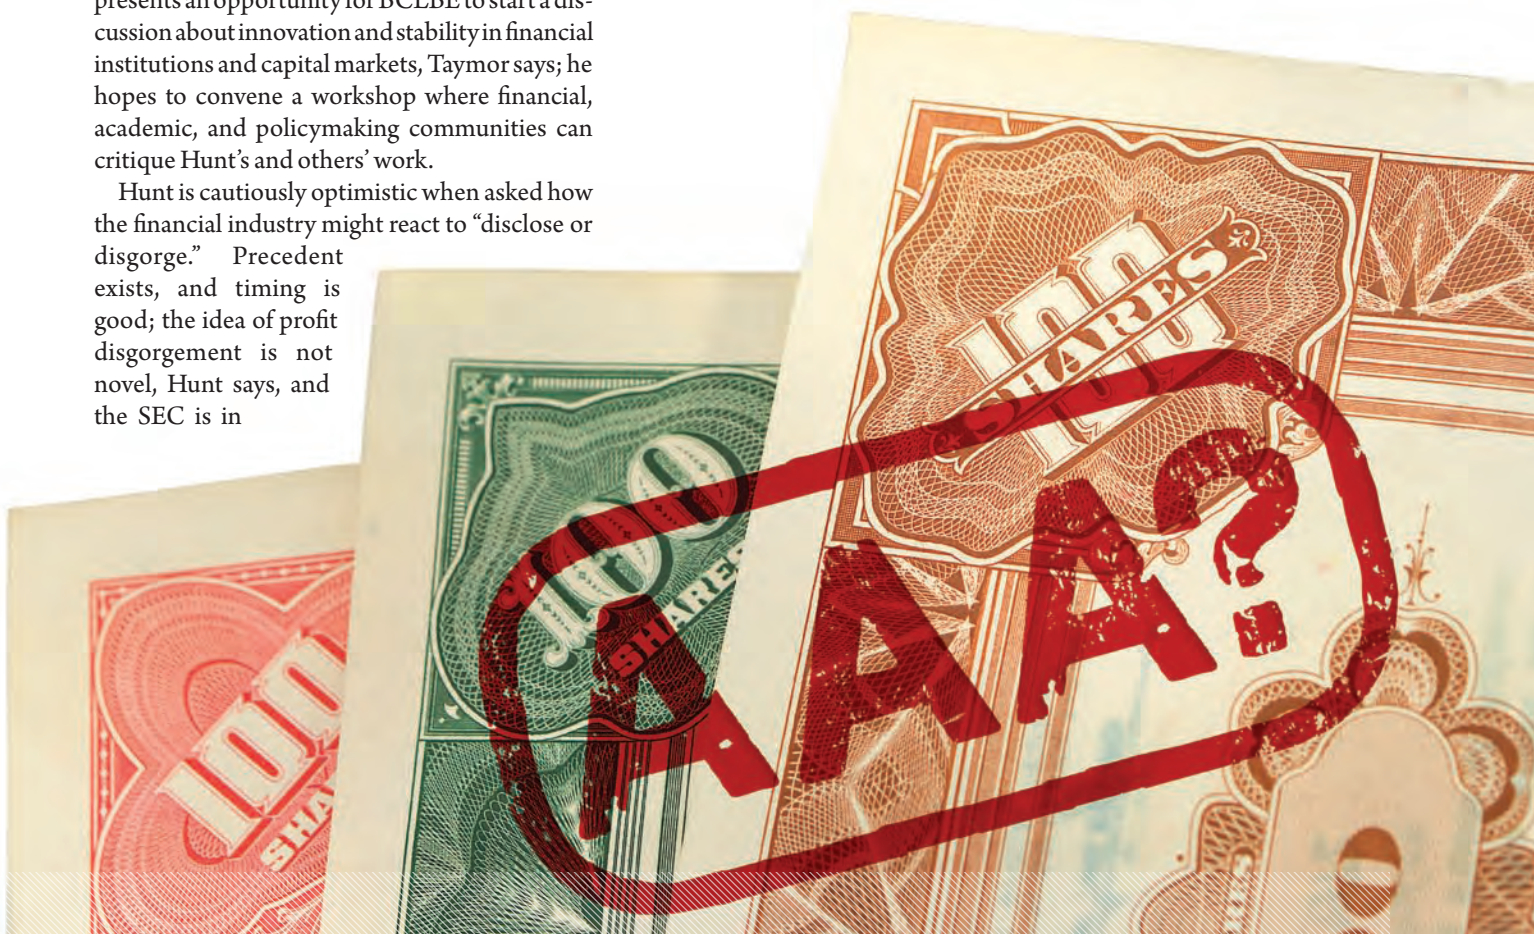 presents an opportunity for BCLBE to start a dis-
cussion about innovation and stability in financial
institutions and capital markets, Taymor says; he
hopes to convene a workshop where financial,
academic, and policymaking communities can
critique Hunt’s and others’ work.
Hunt is cautiously optimistic when asked how
the financial industry might react to “disclose or
disgorge.” Precedent
exists, and timing is
good; the idea of profit
disgorgement is not
novel, Hunt says, and
the SEC is in
100
SHARES
100
SHARES
100
SHA
AAA?